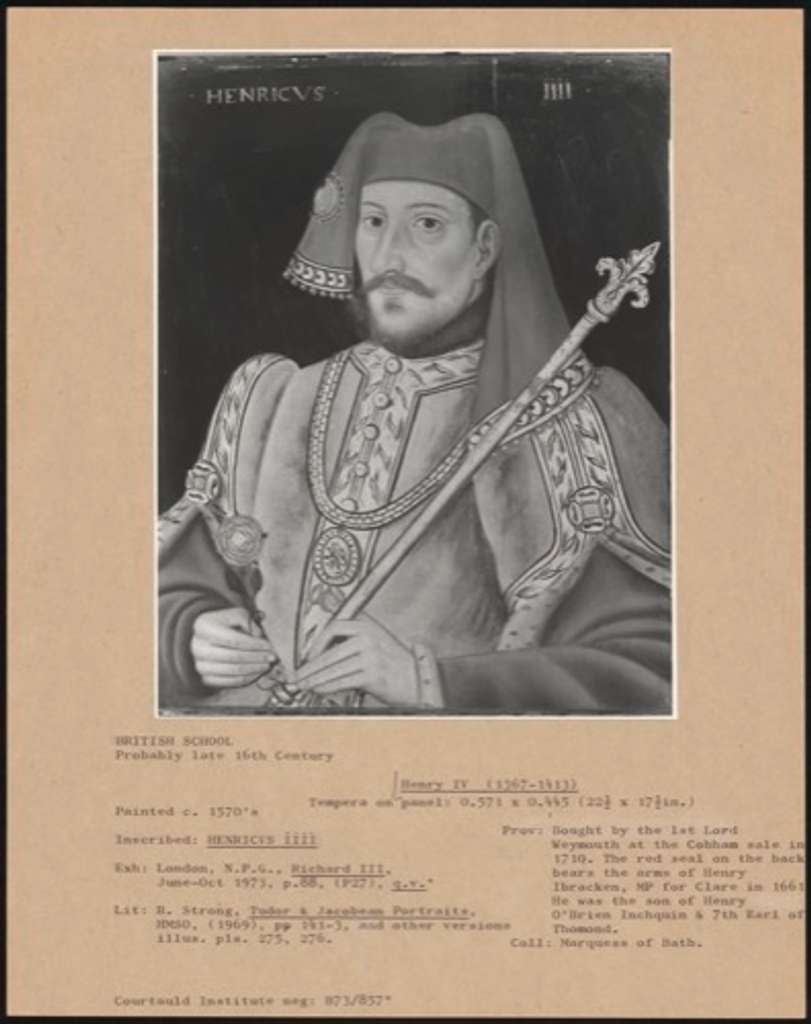 HENRICVS
IIII
BRITISH SCHOOL
Probably late 16th Century
Henry IV (1367-1413)
Tempera on panel: 0.571 x 0.445 (22½ x 17½in.)
Painted c. 1570's
Inscribed: HENRICVS IIII
Exh: London, N.P.G., Richard III,
June-Oct 1973, p.88, (P27), q.v.
Lit: R. Strong, Tudor & Jacobean Portraits,
HMSO, (1969), pp 141-3, and other versions
illus. pls. 275, 276.
Prov: Bought by the 1st Lord
Weymouth at the Cobham sale in
1710. The red seal on the back
bears the arms of Henry
Ibracken, MP for Clare in 1661
He was the son of Henry
O'Brien Inchquin & 7th Earl of
Thomond.
Coll: Marquess of Bath.
Courtauld Institute neg: B73/857